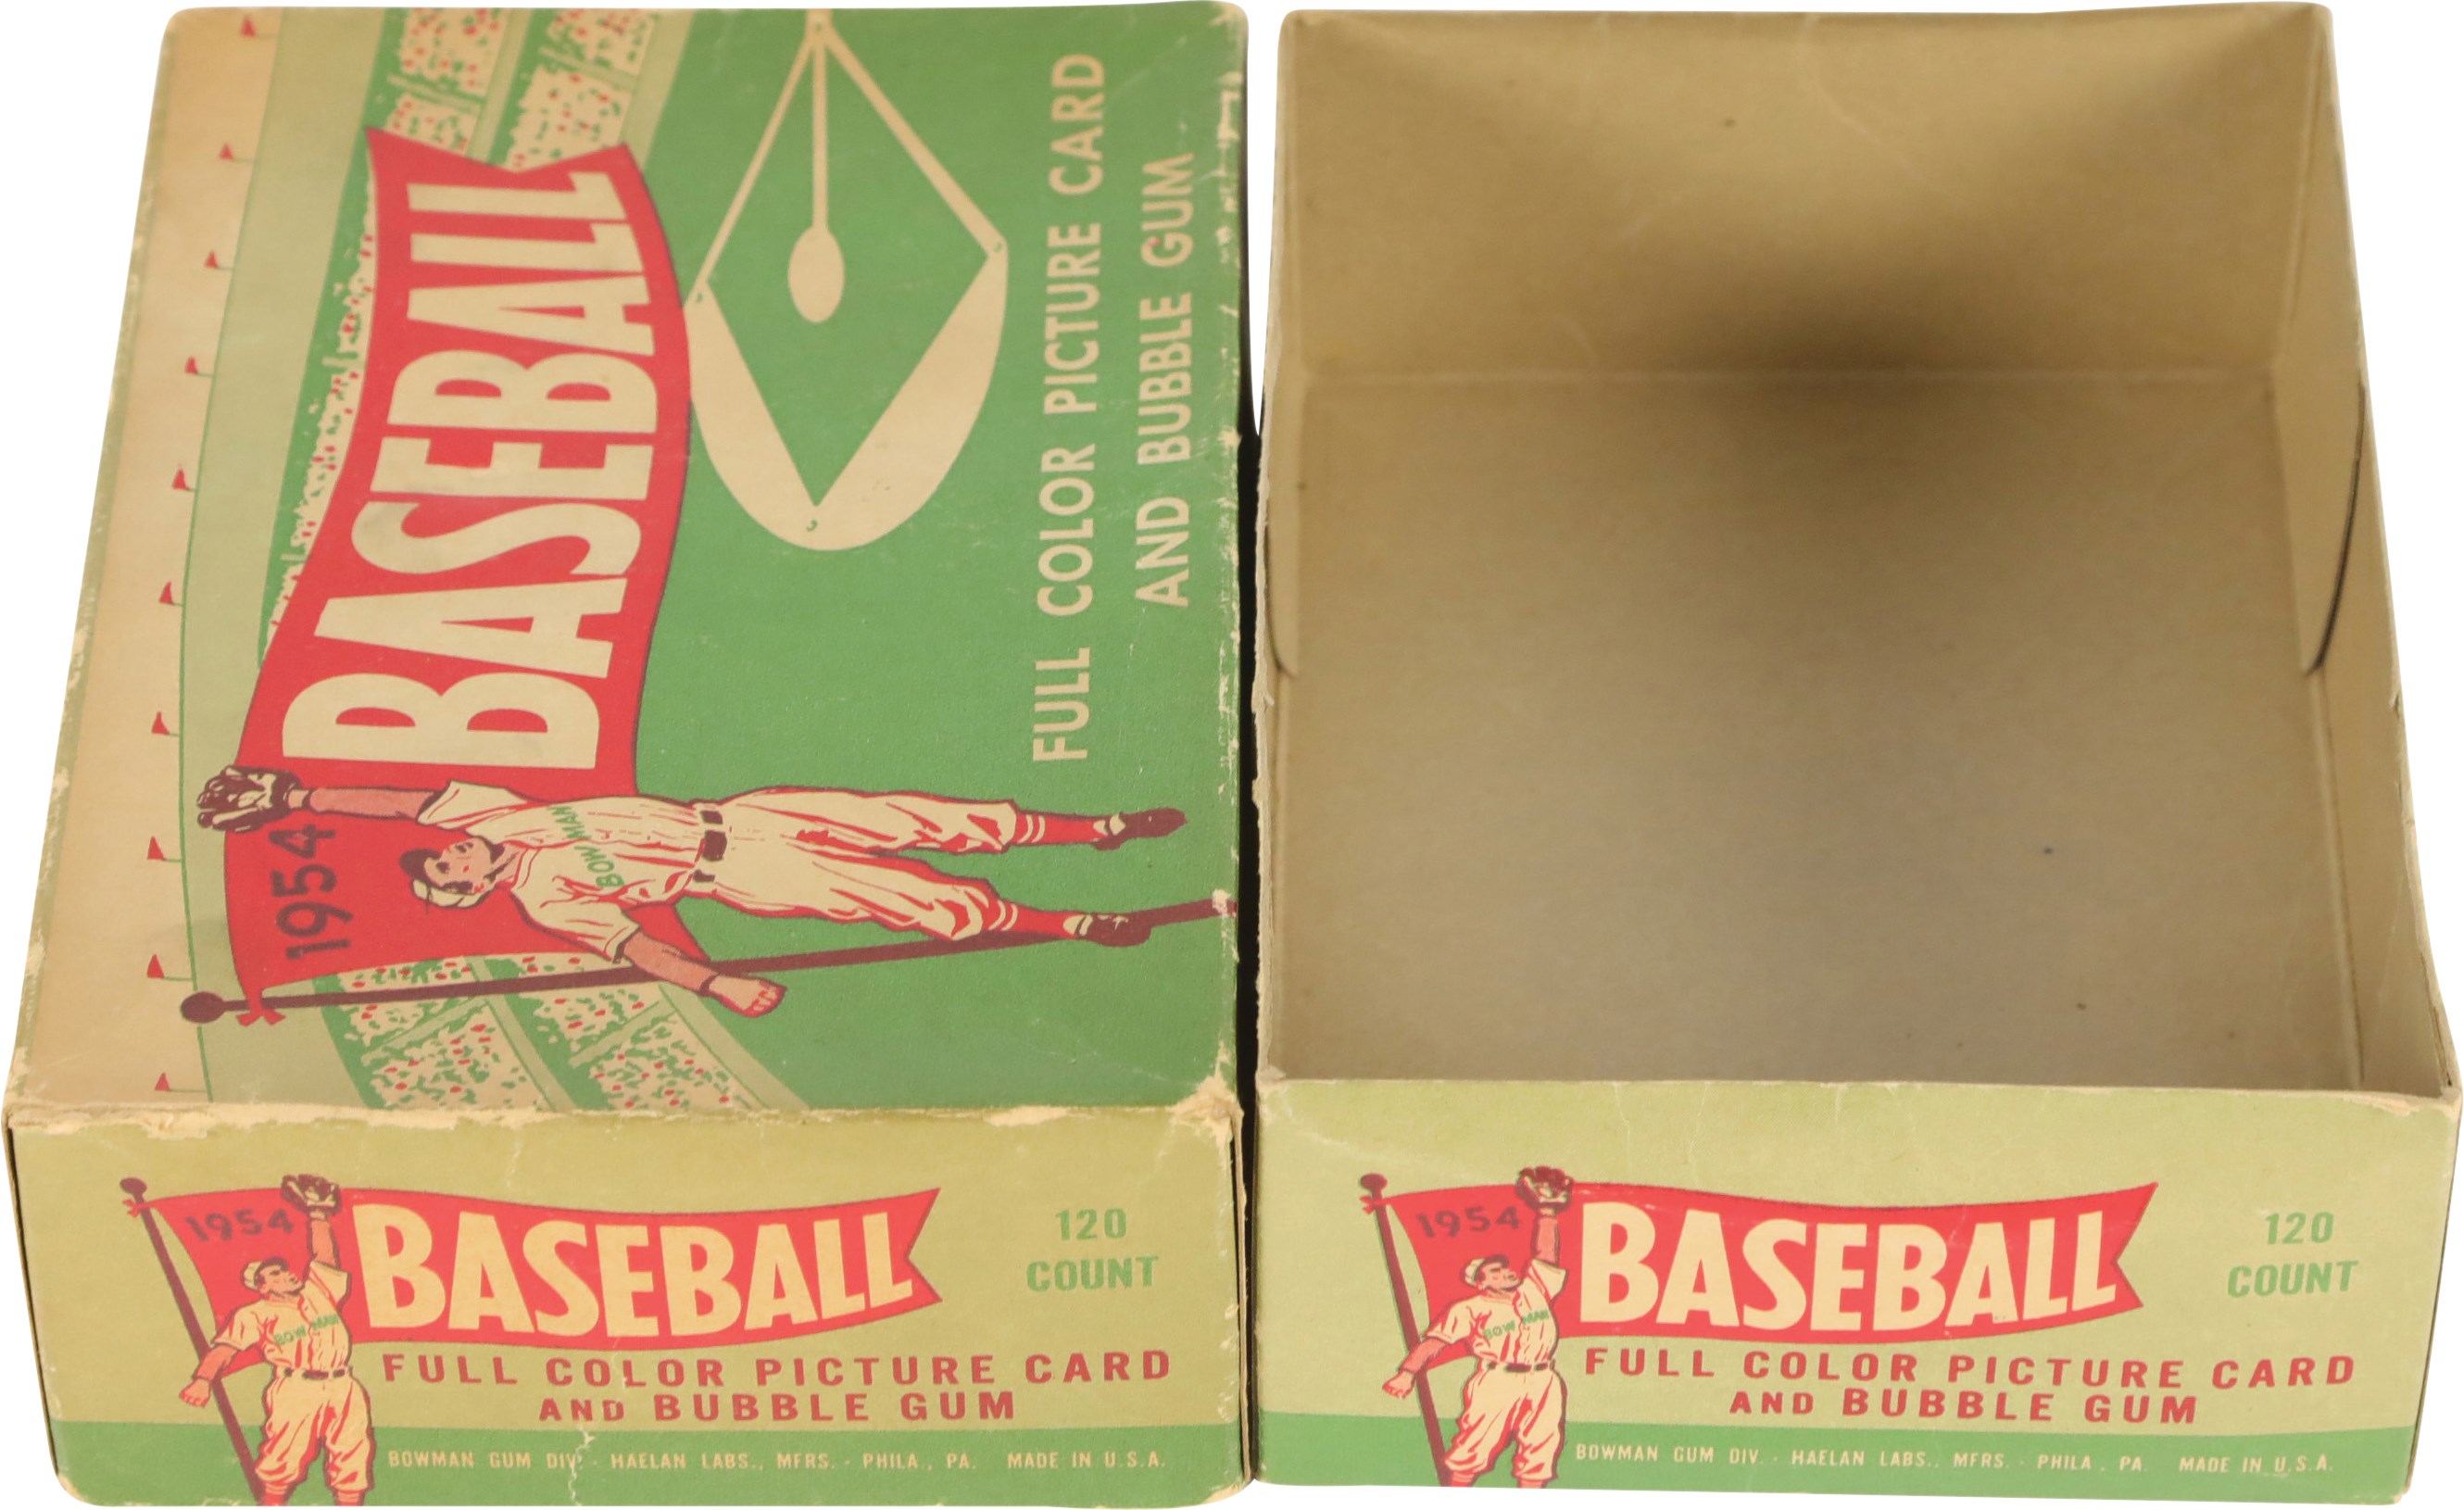 BASEBALL
1954
BOWMAN
FULL COLOR PICTURE CARD
AND BUBBLE GUM
1954
BASEBALL
BOWMAN
120
COUNT
FULL COLOR PICTURE CARD
AND BUBBLE GUM
BOWMAN GUM DIV. - HAELAN LABS., MFRS. - PHILA., PA. MADE IN U.S.A.
1954
BASEBALL
BOWMAN
120
COUNT
FULL COLOR PICTURE CARD
AND BUBBLE GUM
BOWMAN GUM DIV. - HAELAN LABS., MFRS. - PHILA., PA. MADE IN U.S.A.